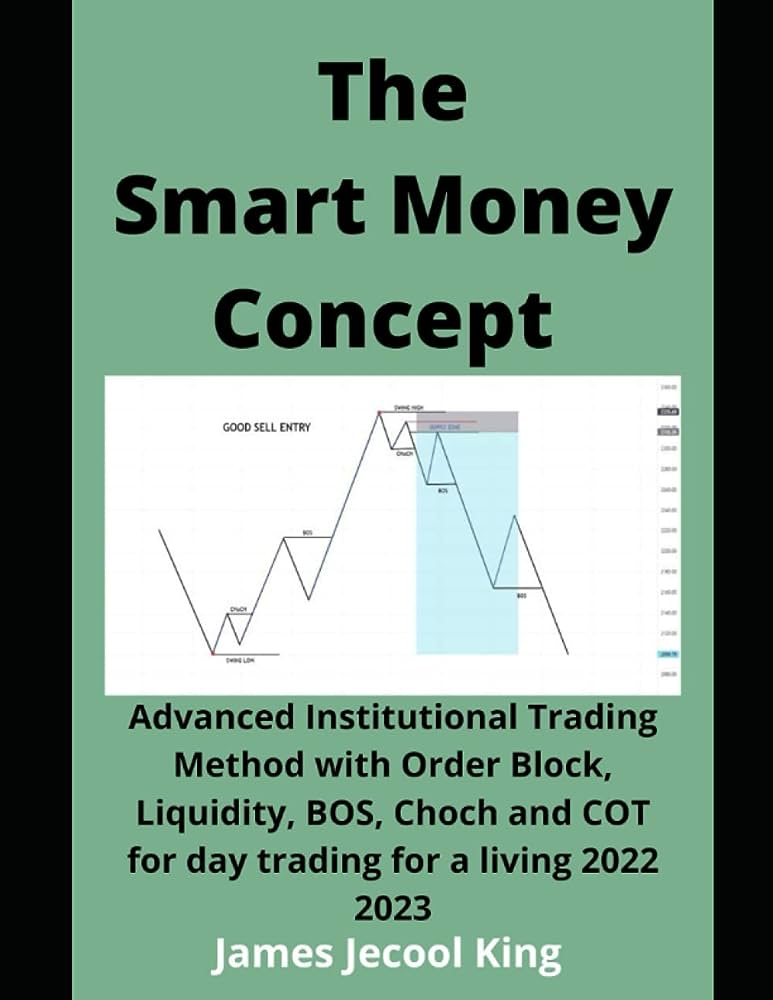 The
Smart Money
Concept
SWING HIGH
GOOD SELL ENTRY
SUPPLY ZONE
CHoCH
BOS
BOS
CHoCH
BOS
SWING LOW
Advanced Institutional Trading
Method with Order Block,
Liquidity, BOS, Choch and COT
for day trading for a living 2022
2023
James Jecool King